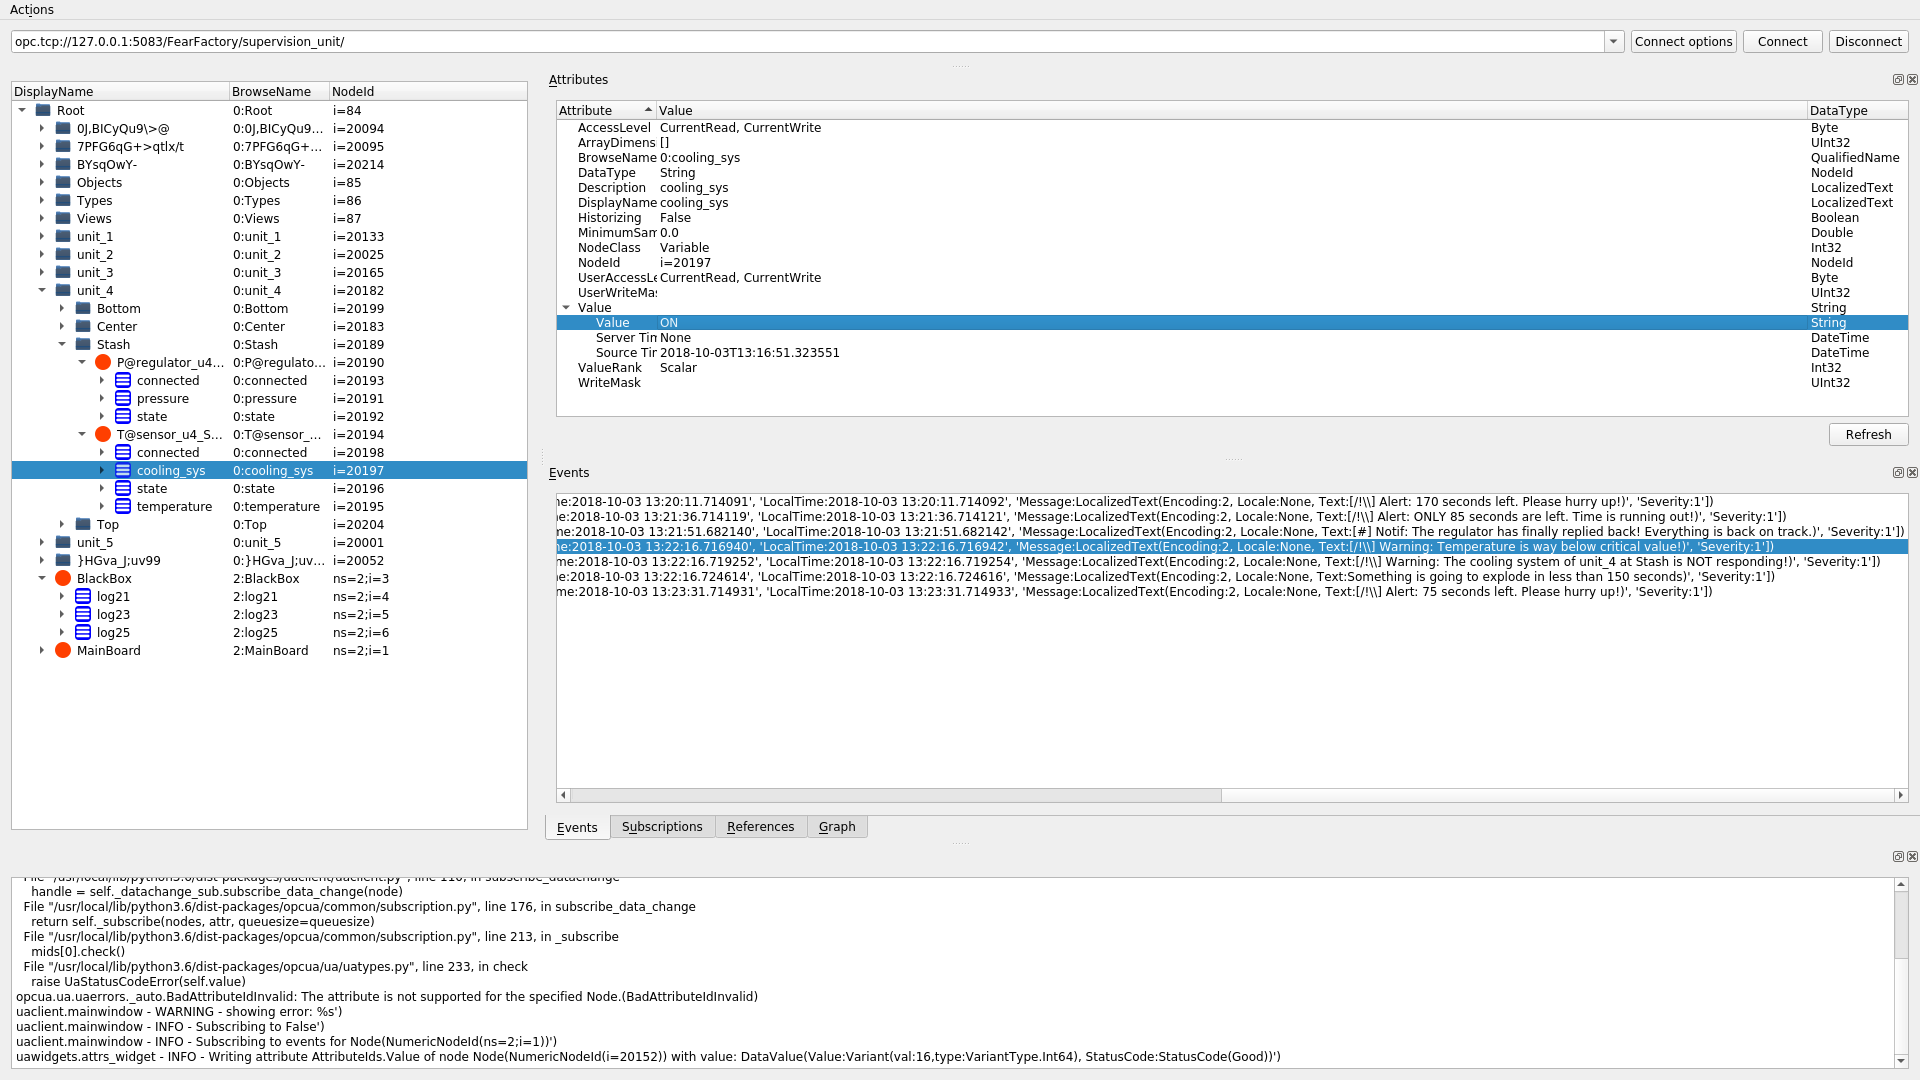 Actions
opc.tcp://127.0.0.1:5083/FearFactory/supervision_unit/
Connect options
Connect
Disconnect
DisplayName BrowseName NodeId
Root 0:Root i=84
0J,BICyQu9\>@ 0:0J,BICyQu9... i=20094
7PFG6qG+>qtlx/t 0:7PFG6qG+... i=20095
BYsqOwY- 0:BYsqOwY- i=20214
Objects 0:Objects i=85
Types 0:Types i=86
Views 0:Views i=87
unit_1 0:unit_1 i=20133
unit_2 0:unit_2 i=20025
unit_3 0:unit_3 i=20165
unit_4 0:unit_4 i=20182
Bottom 0:Bottom i=20199
Center 0:Center i=20183
Stash 0:Stash i=20189
P@regulator_u4... 0:P@regulato... i=20190
connected 0:connected i=20193
pressure 0:pressure i=20191
state 0:state i=20192
T@sensor_u4_S... 0:T@sensor_... i=20194
connected 0:connected i=20198
cooling_sys 0:cooling_sys i=20197
state 0:state i=20196
temperature 0:temperature i=20195
Top 0:Top i=20204
unit_5 0:unit_5 i=20001
}HGva_J;uv99 0:}HGva_J;uv... i=20052
BlackBox 2:BlackBox ns=2;i=3
log21 2:log21 ns=2;i=4
log23 2:log23 ns=2;i=5
log25 2:log25 ns=2;i=6
MainBoard 2:MainBoard ns=2;i=1
Attributes
Attribute Value DataType
AccessLevel CurrentRead, CurrentWrite Byte
ArrayDimens [] UInt32
BrowseName 0:cooling_sys QualifiedName
DataType String NodeId
Description cooling_sys LocalizedText
DisplayName cooling_sys LocalizedText
Historizing False Boolean
MinimumSam 0.0 Double
NodeClass Variable Int32
NodeId i=20197 NodeId
UserAccessLe CurrentRead, CurrentWrite Byte
UserWriteMas UInt32
Value String
Value ON String
Server Tim None DateTime
Source Tir 2018-10-03T13:16:51.323551 DateTime
ValueRank Scalar Int32
WriteMask UInt32
Refresh
Events
ne:2018-10-03 13:20:11.714091', 'LocalTime:2018-10-03 13:20:11.714092', 'Message:LocalizedText(Encoding:2, Locale:None, Text:[/!\\] Alert: 170 seconds left. Please hurry up!)', 'Severity:1'])
ne:2018-10-03 13:21:36.714119', 'LocalTime:2018-10-03 13:21:36.714121', 'Message:LocalizedText(Encoding:2, Locale:None, Text:[/!\\] Alert: ONLY 85 seconds are left. Time is running out!)', 'Severity:1'])
me:2018-10-03 13:21:51.682140', 'LocalTime:2018-10-03 13:21:51.682142', 'Message:LocalizedText(Encoding:2, Locale:None, Text:[#] Notif: The regulator has finally replied back! Everything is back on track.)', 'Severity:1'])
ne:2018-10-03 13:22:16.716940', 'LocalTime:2018-10-03 13:22:16.716942', 'Message:LocalizedText(Encoding:2, Locale:None, Text:[/!\\] Warning: Temperature is way below critical value!)', 'Severity:1'])
me:2018-10-03 13:22:16.719252', 'LocalTime:2018-10-03 13:22:16.719254', 'Message:LocalizedText(Encoding:2, Locale:None, Text:[/!\\] Warning: The cooling system of unit_4 at Stash is NOT responding!)', 'Severity:1'])
ne:2018-10-03 13:22:16.724614', 'LocalTime:2018-10-03 13:22:16.724616', 'Message:LocalizedText(Encoding:2, Locale:None, Text:Something is going to explode in less than 150 seconds)', 'Severity:1'])
me:2018-10-03 13:23:31.714931', 'LocalTime:2018-10-03 13:23:31.714933', 'Message:LocalizedText(Encoding:2, Locale:None, Text:[/!\\] Alert: 75 seconds left. Please hurry up!)', 'Severity:1'])
Events Subscriptions References Graph
File "/usr/local/lib/python3.6/dist-packages/uaclient/uaclient.py", line 110, in subscribe_datachange
handle = self._datachange_sub.subscribe_data_change(node)
File "/usr/local/lib/python3.6/dist-packages/opcua/common/subscription.py", line 176, in subscribe_data_change
return self._subscribe(nodes, attr, queuesize=queuesize)
File "/usr/local/lib/python3.6/dist-packages/opcua/common/subscription.py", line 213, in _subscribe
mids[0].check()
File "/usr/local/lib/python3.6/dist-packages/opcua/ua/uatypes.py", line 233, in check
raise UaStatusCodeError(self.value)
opcua.ua.uaerrors._auto.BadAttributeIdInvalid: The attribute is not supported for the specified Node.(BadAttributeIdInvalid)
uaclient.mainwindow - WARNING - showing error: %s')
uaclient.mainwindow - INFO - Subscribing to False')
uaclient.mainwindow - INFO - Subscribing to events for Node(NumericNodeId(ns=2;i=1))')
uawidgets.attrs_widget - INFO - Writing attribute AttributeIds.Value of node Node(NumericNodeId(i=20152)) with value: DataValue(Value:Variant(val:16,type:VariantType.Int64), StatusCode:StatusCode(Good))')